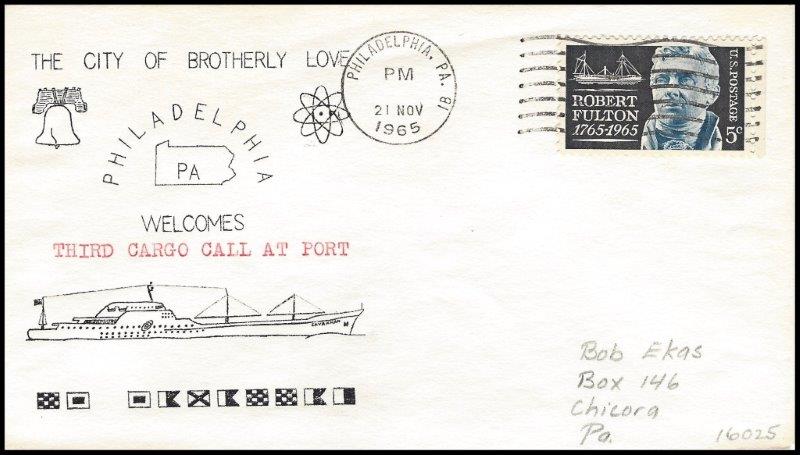 THE CITY OF BROTHERLY LOVE
PHILADELPHIA
PA
WELCOMES
THIRD CARGO CALL AT PORT
SAVANNAH
PHILADELPHIA, PA. 18
PM
21 NOV
1965
ROBERT
FULTON
1765-1965
U.S. POSTAGE
5c
Bob Ekas
Box 146
Chicora
Pa. 16025